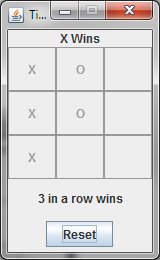 Ti...
X Wins
X O
X O
X
3 in a row wins
Reset